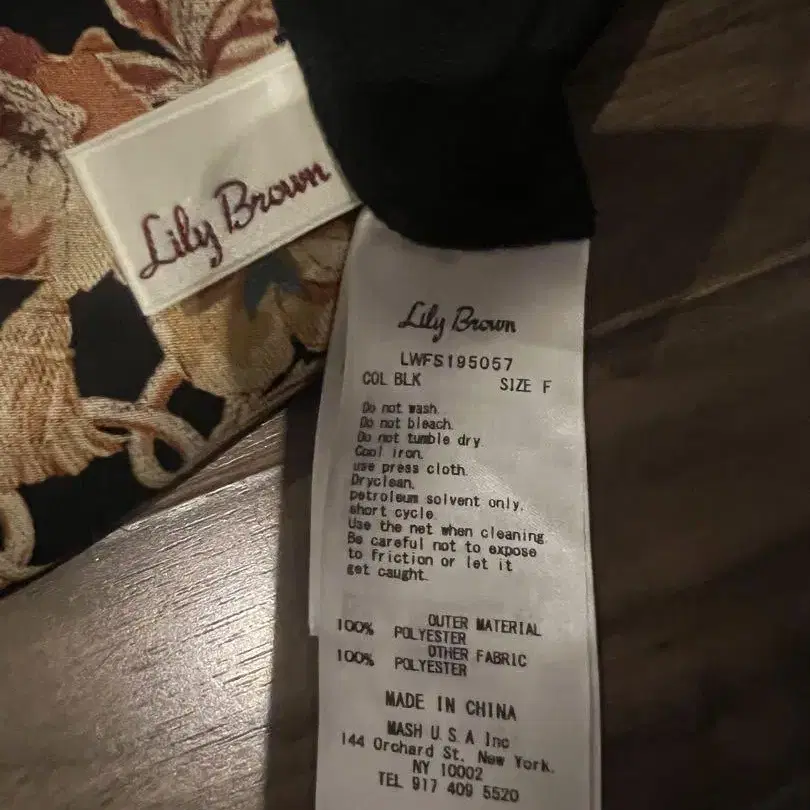 Lily Brown
Lily Brown
LWFS195057
COL BLK SIZE F
Do not wash.
Do not bleach.
Do not tumble dry.
Cool iron.
use press cloth.
Dryclean.
petroleum solvent only.
short cycle.
Use the net when cleaning.
Be careful not to expose
to friction or let it
get caught.
OUTER MATERIAL
100% POLYESTER
OTHER FABRIC
100% POLYESTER
MADE IN CHINA
MASH U.S.A Inc
144 Orchard St. New York.
NY 10002
TEL 917 409 5520